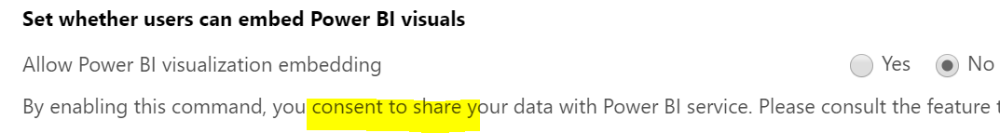 Set whether users can embed Power BI visuals
Allow Power BI visualization embedding Yes No
By enabling this command, you consent to share your data with Power BI service. Please consult the feature